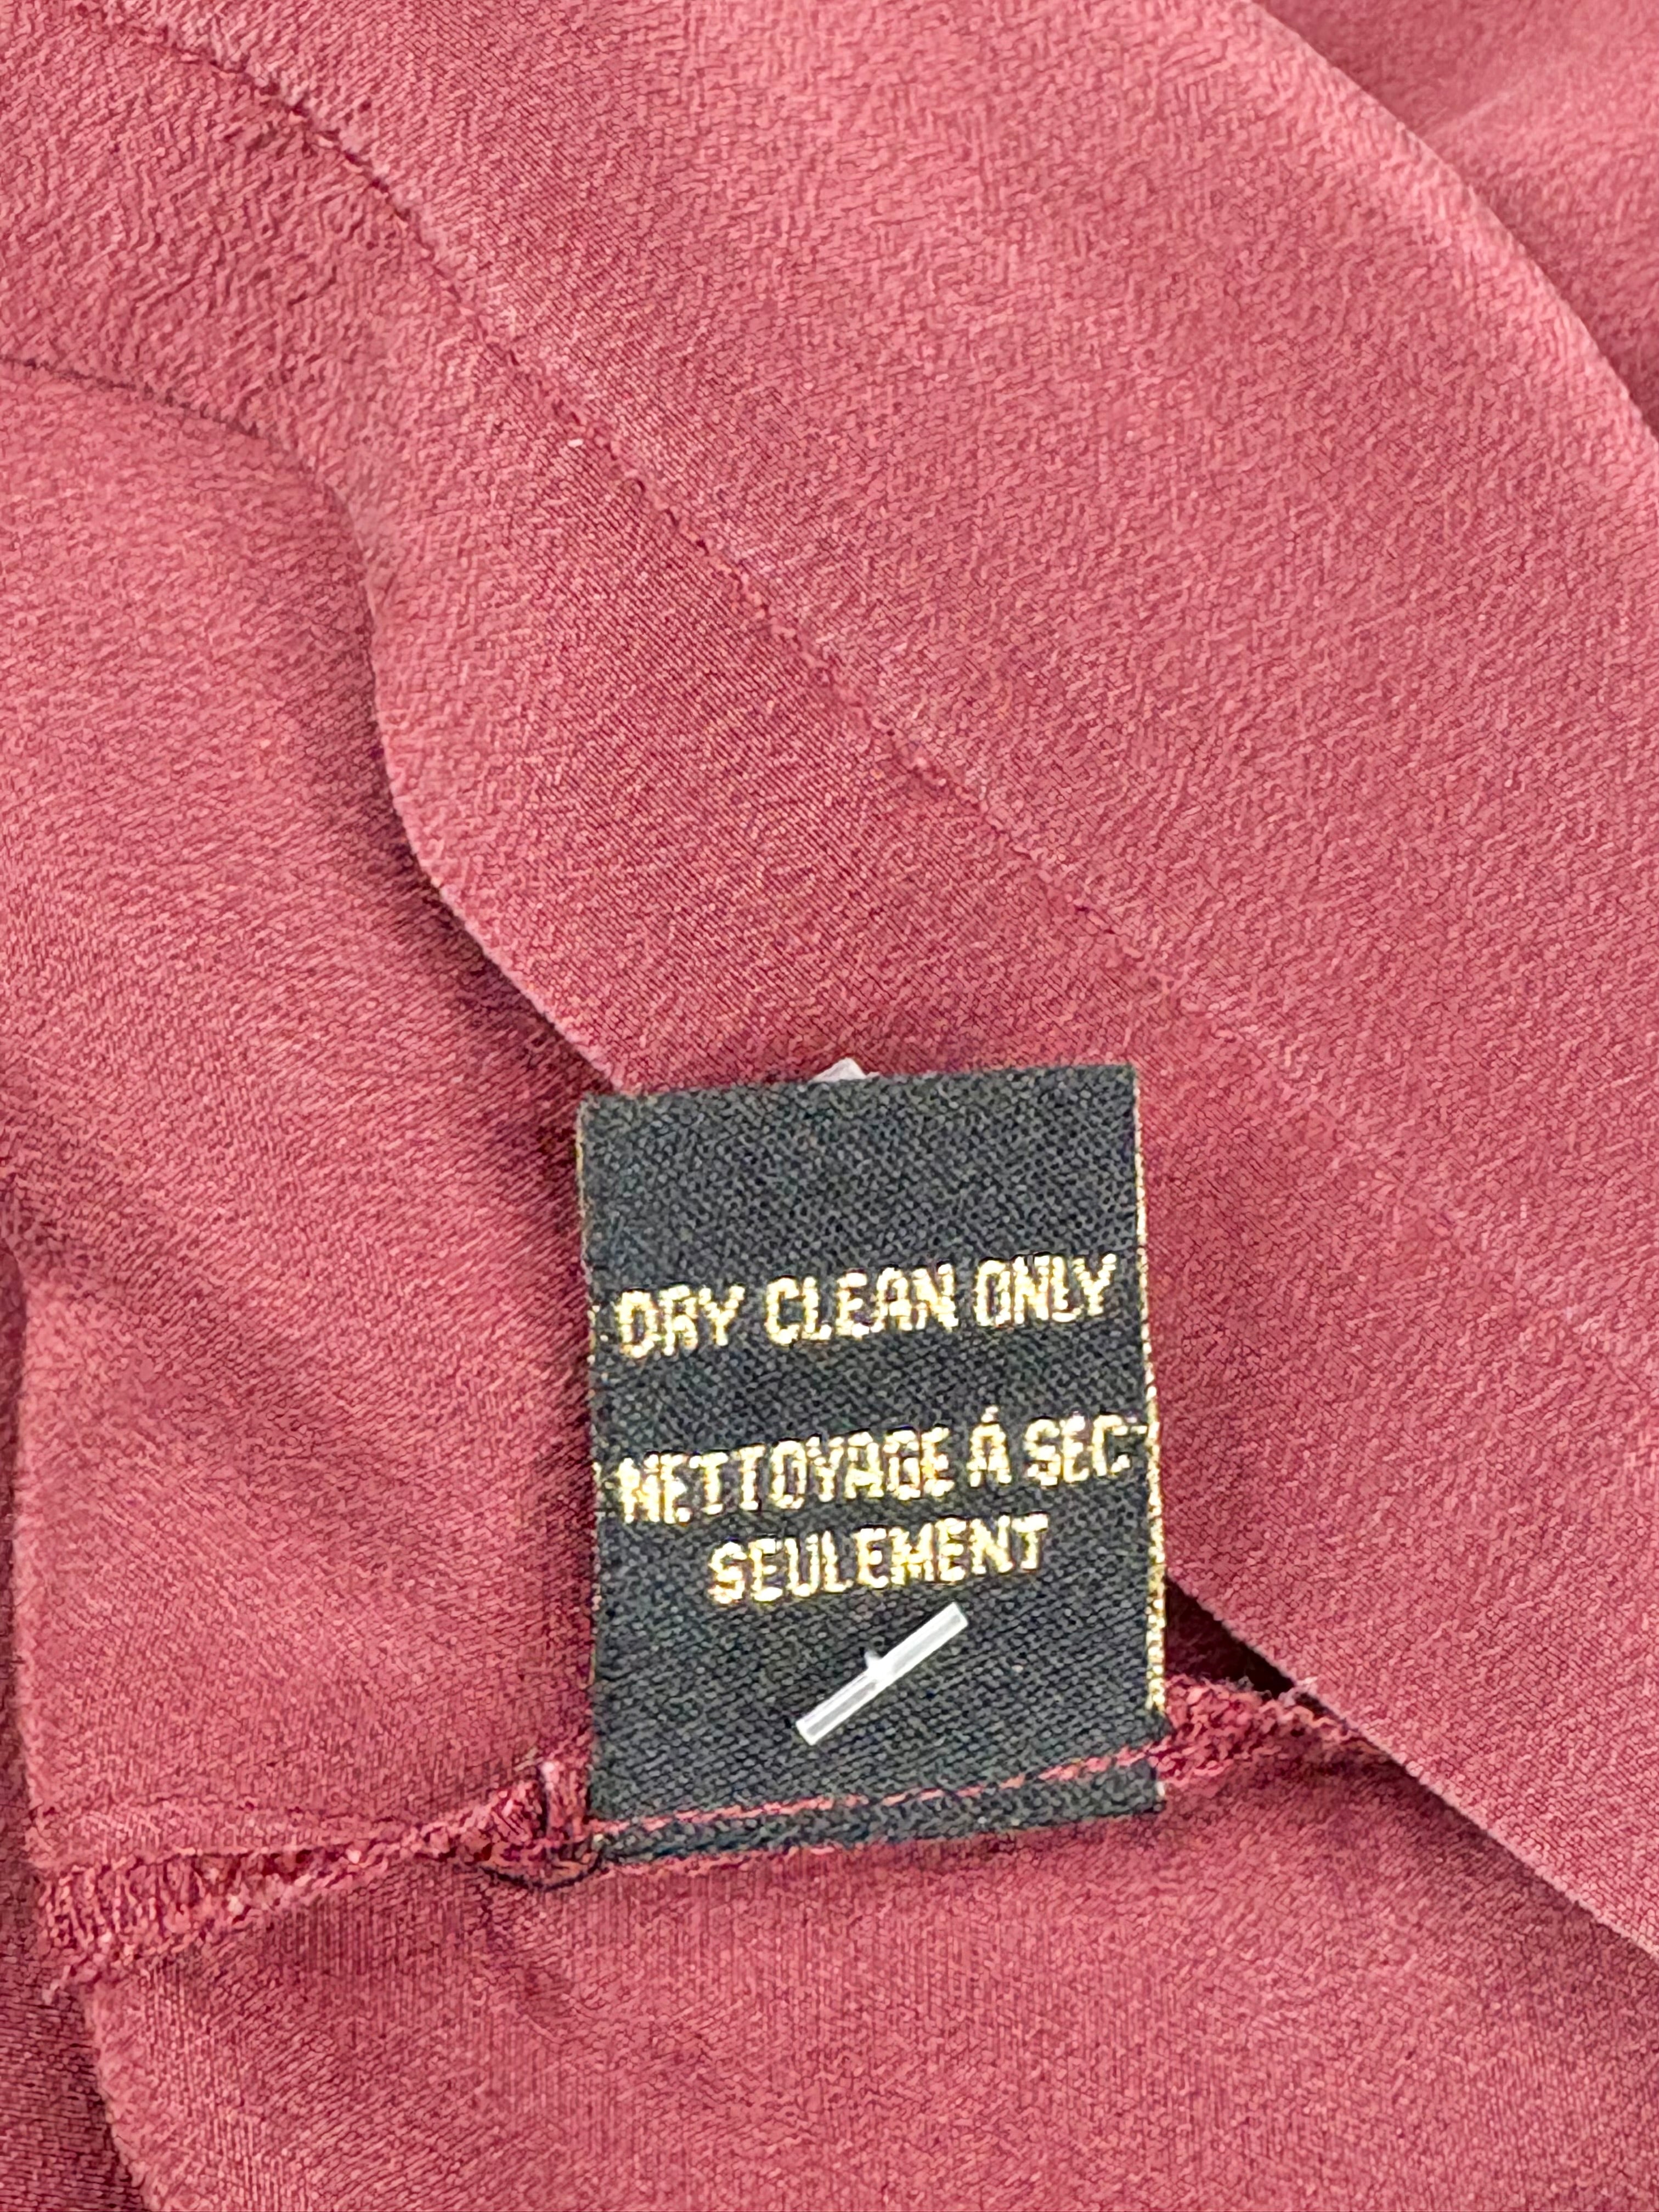 DRY CLEAN ONLY
NETTOYAGE À SEC
SEULEMENT